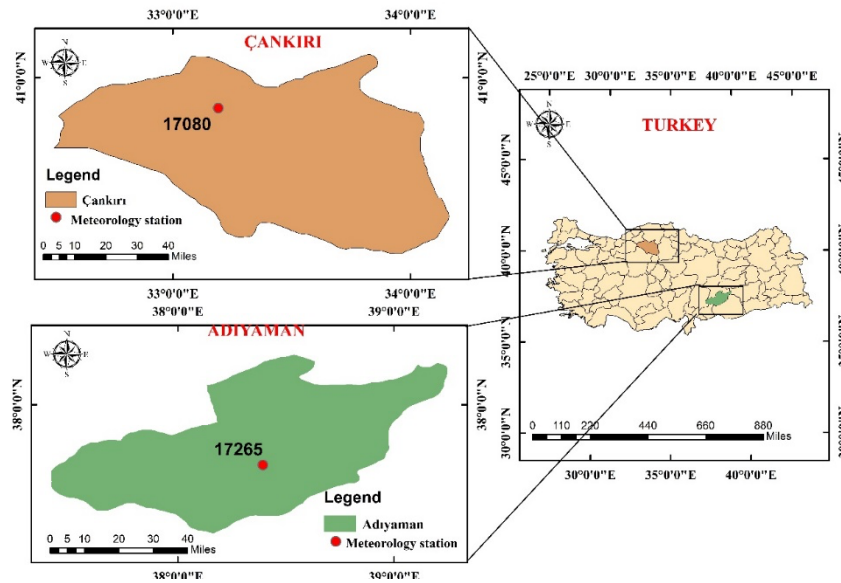 33°0'0"E 34°0'0"E
ÇANKIRI
N
W E
S
41°0'0"N
41°0'0"N
17080
Legend
Çankırı
Meteorology station
0 5 10 20 30 40
Miles
33°0'0"E 34°0'0"E
38°0'0"E 39°0'0"E
ADIYAMAN
N
W E
S
38°0'0"N
38°0'0"N
17265
Legend
Adıyaman
Meteorology station
0 5 10 20 30 40
Miles
38°0'0"E 39°0'0"E
25°0'0"E 30°0'0"E 35°0'0"E 40°0'0"E 45°0'0"E
N
W E
S
TURKEY
45°0'0"N
40°0'0"N
35°0'0"N
30°0'0"N
0 110 220 440 660 880
Miles
30°0'0"E 35°0'0"E 40°0'0"E